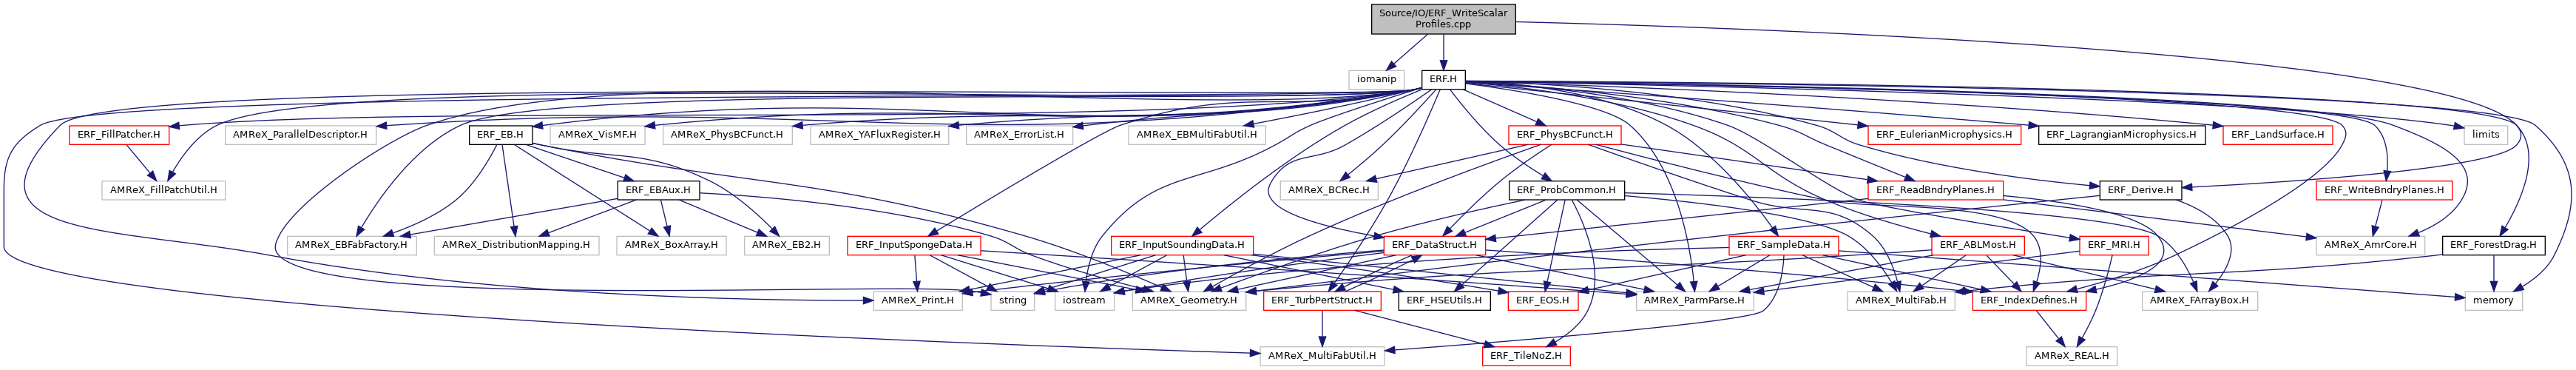 Source/IO/ERF_WriteScalar
Profiles.cpp
iomanip
ERF.H
ERF_FillPatcher.H
AMReX_ParallelDescriptor.H
ERF_EB.H
AMReX_VisMF.H
AMReX_PhysBCFunct.H
AMReX_YAFluxRegister.H
AMReX_ErrorList.H
AMReX_EBMultiFabUtil.H
ERF_PhysBCFunct.H
ERF_EulerianMicrophysics.H
ERF_LagrangianMicrophysics.H
ERF_LandSurface.H
limits
AMReX_FillPatchUtil.H
ERF_EBAux.H
AMReX_BCRec.H
ERF_ProbCommon.H
ERF_ReadBndryPlanes.H
ERF_Derive.H
ERF_WriteBndryPlanes.H
AMReX_EBFabFactory.H
AMReX_DistributionMapping.H
AMReX_BoxArray.H
AMReX_EB2.H
ERF_InputSpongeData.H
ERF_InputSoundingData.H
ERF_DataStruct.H
ERF_SampleData.H
ERF_ABLMost.H
ERF_MRI.H
AMReX_AmrCore.H
ERF_ForestDrag.H
AMReX_Print.H
string
iostream
AMReX_Geometry.H
ERF_TurbPertStruct.H
ERF_HSEUtils.H
ERF_EOS.H
AMReX_ParmParse.H
AMReX_MultiFab.H
ERF_IndexDefines.H
AMReX_FArrayBox.H
memory
AMReX_MultiFabUtil.H
ERF_TileNoZ.H
AMReX_REAL.H